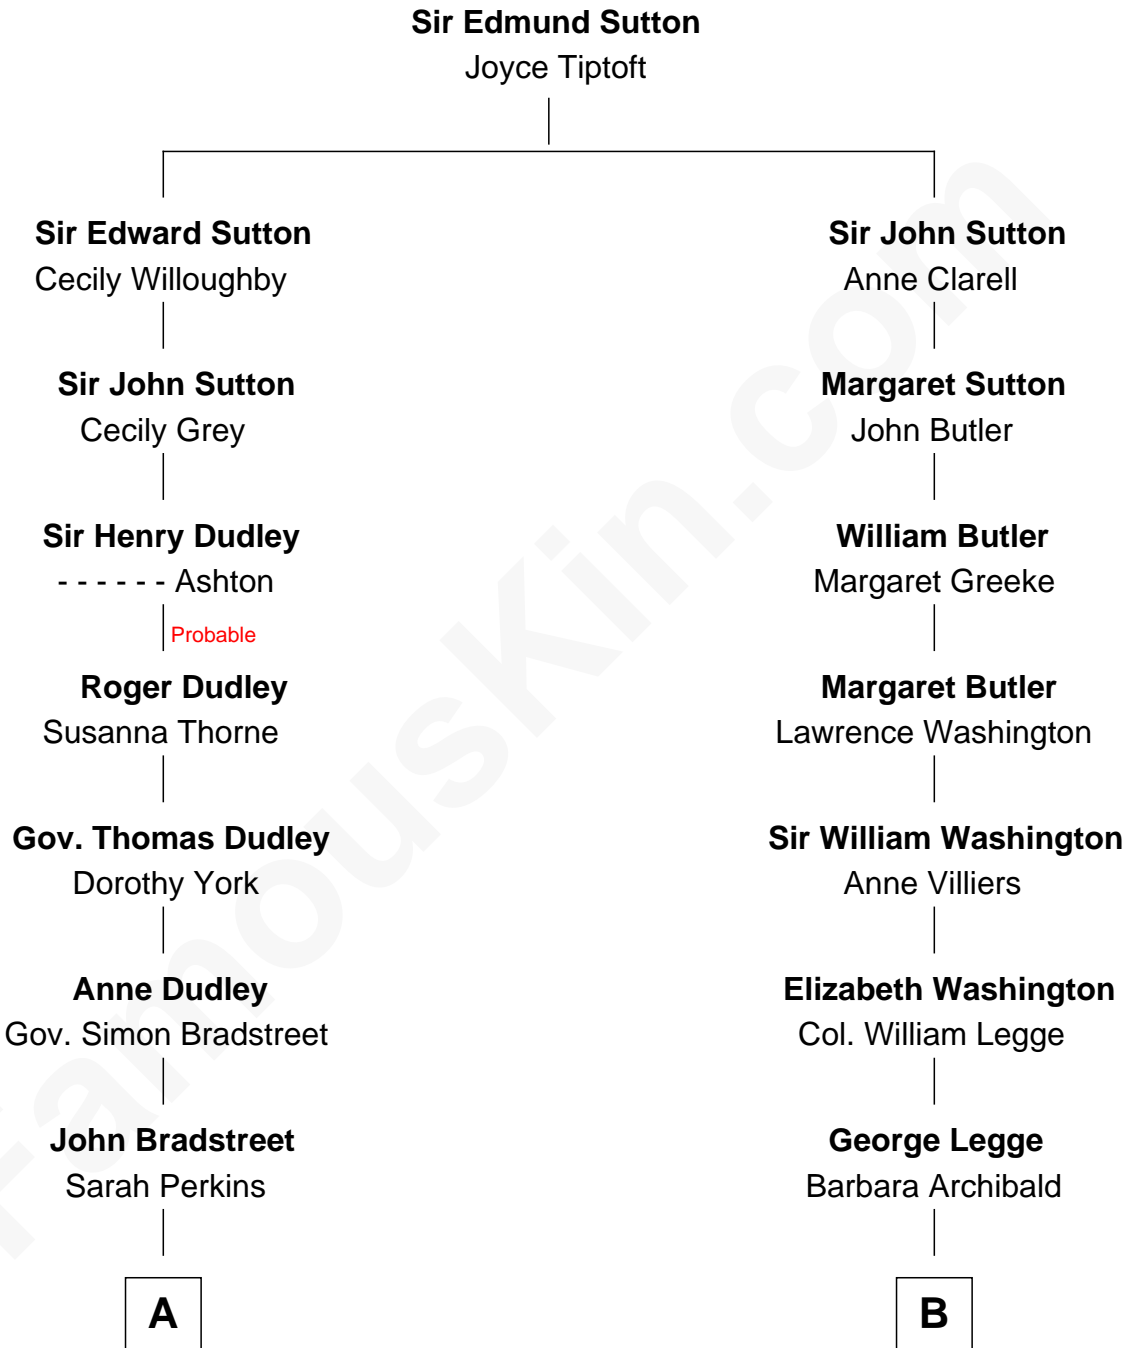 Sir Edmund Sutton
Joyce Tiptoft
Sir Edward Sutton
Cecily Willoughby
Sir John Sutton
Anne Clarell
Sir John Sutton
Cecily Grey
Margaret Sutton
John Butler
Sir Henry Dudley
- - - - - - Ashton
William Butler
Margaret Greeke
Probable
Roger Dudley
Susanna Thorne
Margaret Butler
Lawrence Washington
Gov. Thomas Dudley
Dorothy York
Sir William Washington
Anne Villiers
Anne Dudley
Gov. Simon Bradstreet
Elizabeth Washington
Col. William Legge
John Bradstreet
Sarah Perkins
George Legge
Barbara Archibald
A
B
FamousKin.com